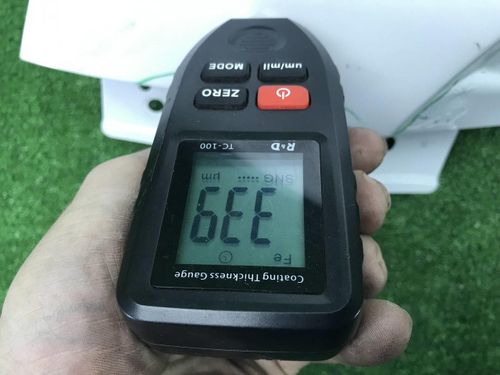 Coating Thickness Gauge
Fe
339
SNG µm
R&D TC-100
ZERO
um/mil MODE